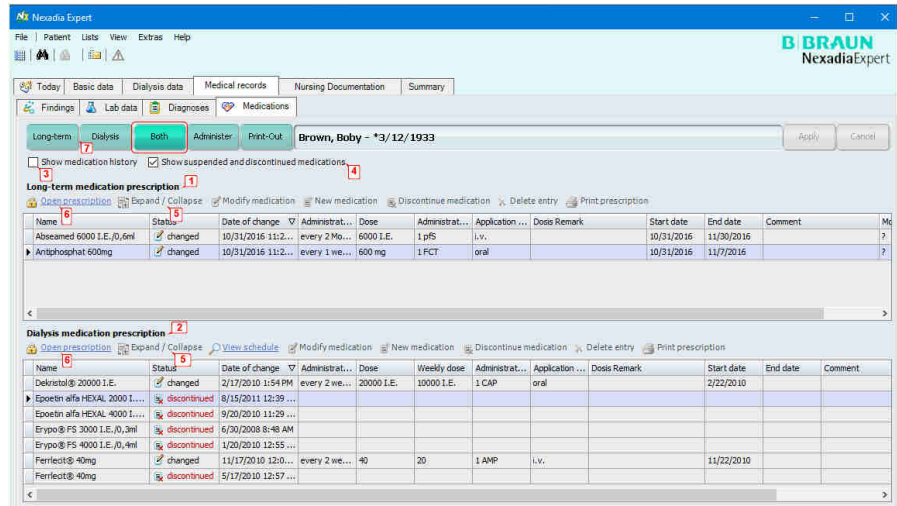 Nexadia Expert
File Patient Lists View Extras Help
B BRAUN
NexadiaExpert
Today Basic data Dialysis data Medical records Nursing Documentation Summary
Findings Lab data Diagnoses Medications
Long-term Dialysis Both Administer Print-Out Brown, Boby - *3/12/1933 Apply Cancel
7
Show medication history Show suspended and discontinued medications
3 4
Long-term medication prescription 1
Open prescription Expand / Collapse Modify medication New medication Discontinue medication Delete entry Print prescription
6 5
Name Status Date of change Administrat... Dose Administrat... Application ... Dosis Remark Start date End date Comment Mo
Abseamed 6000 I.E./0,6ml changed 10/31/2016 11:2... every 2 Mo... 6000 I.E. 1 pfS i.v. 10/31/2016 11/30/2016 ?
Antiphosphat 600mg changed 10/31/2016 11:2... every 1 we... 600 mg 1 FCT oral 10/31/2016 11/7/2016 ?
Dialysis medication prescription 2
Open prescription Expand / Collapse View schedule Modify medication New medication Discontinue medication Delete entry Print prescription
6 5
Name Status Date of change Administrat... Dose Weekly dose Administrat... Application ... Dosis Remark Start date End date Comment
Dekristol® 20000 I.E. changed 2/17/2010 1:54 PM every 2 we... 20000 I.E. 10000 I.E. 1 CAP oral 2/22/2010
Epoetin alfa HEXAL 2000 I.... discontinued 8/15/2011 12:39 ...
Epoetin alfa HEXAL 4000 I.... discontinued 9/20/2010 11:29 ...
Erypo® FS 3000 I.E./0,3ml discontinued 6/30/2008 8:48 AM
Erypo® FS 4000 I.E./0,4ml discontinued 1/20/2010 12:55 ...
Ferrlecit® 40mg changed 11/17/2010 12:0... every 2 we... 40 20 1 AMP i.v. 11/22/2010
Ferrlecit® 40mg discontinued 5/17/2010 12:57 ...